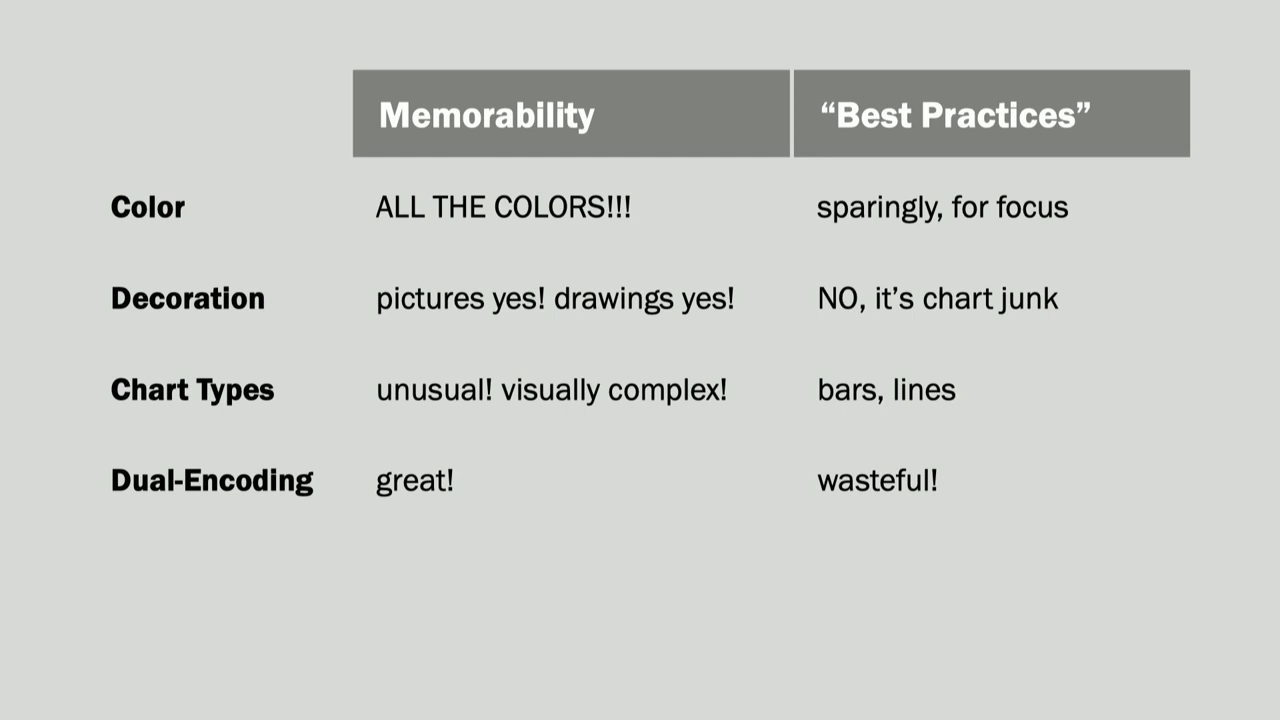 Memorability “Best Practices”
Color ALL THE COLORS!!! sparingly, for focus
Decoration pictures yes! drawings yes! NO, it’s chart junk
Chart Types unusual! visually complex! bars, lines
Dual-Encoding great! wasteful!